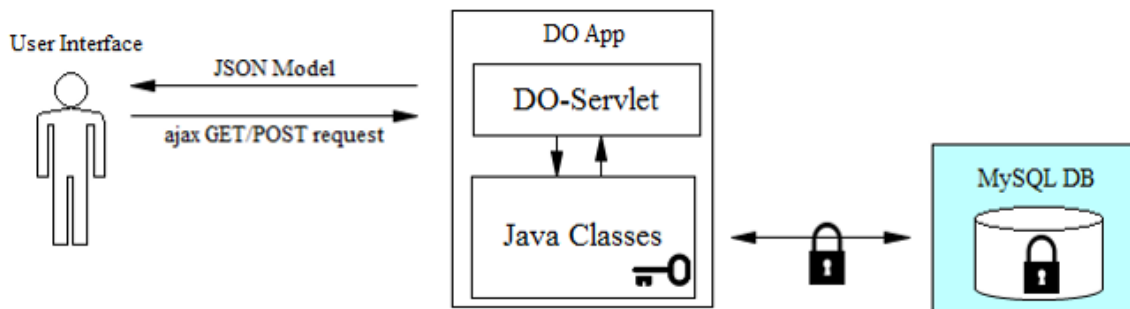 User Interface
JSON Model
ajax GET/POST request
DO App
DO-Servlet
Java Classes
MySQL DB